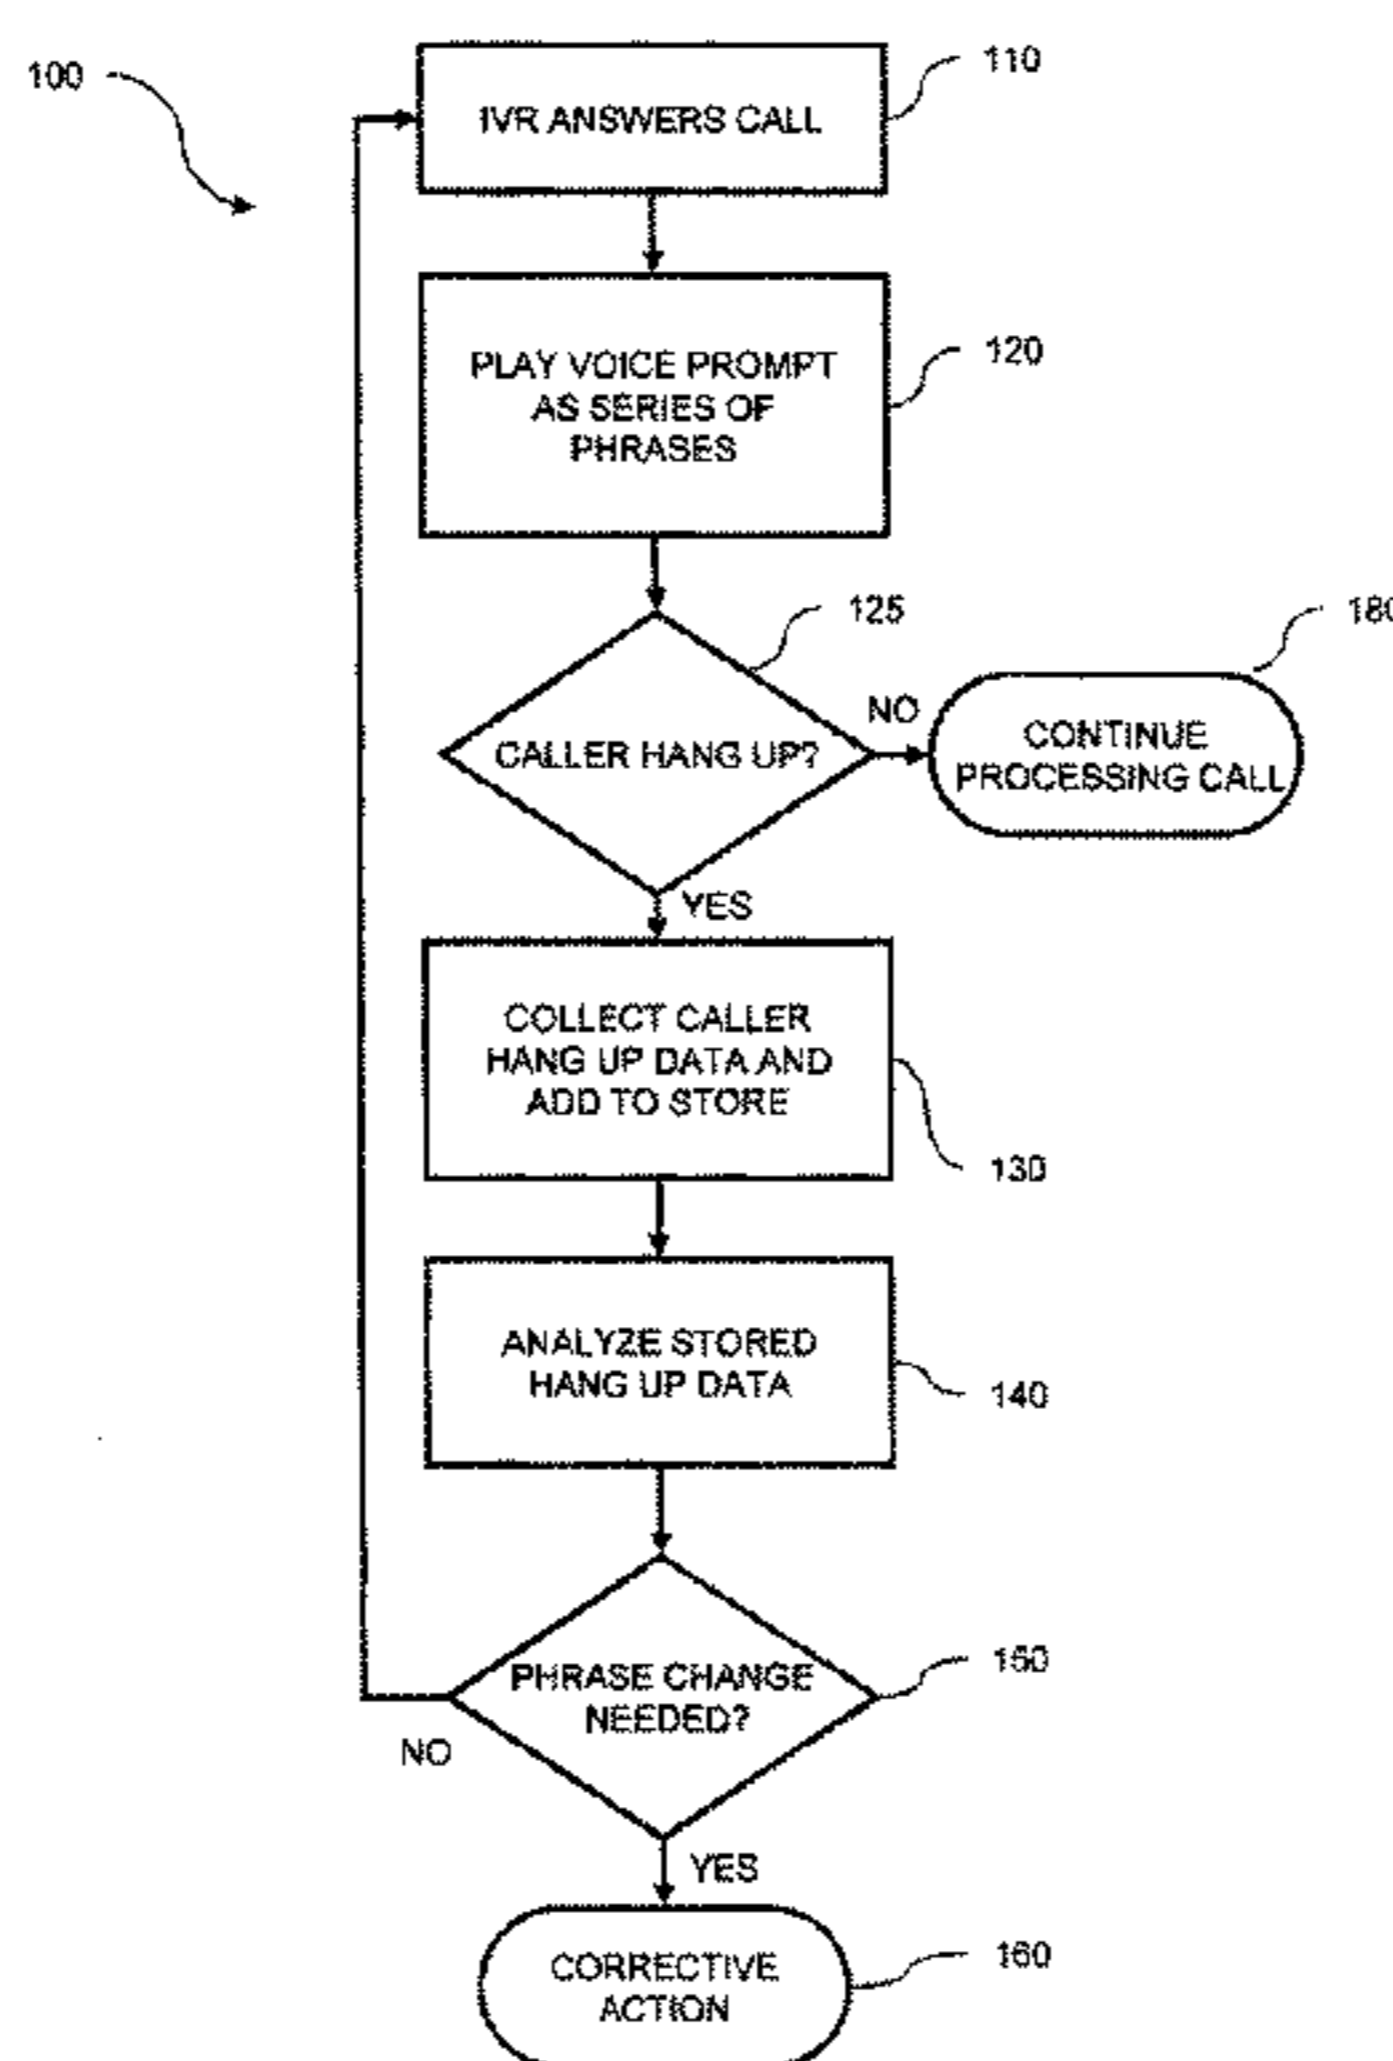 100
110
IVR ANSWERS CALL
PLAY VOICE PROMPT
AS SERIES OF
PHRASES
120
125
180
NO
CALLER HANG UP?
CONTINUE
PROCESSING CALL
YES
COLLECT CALLER
HANG UP DATA AND
ADD TO STORE
130
ANALYZE STORED
HANG UP DATA
140
150
PHRASE CHANGE
NEEDED?
NO
YES
160
CORRECTIVE
ACTION